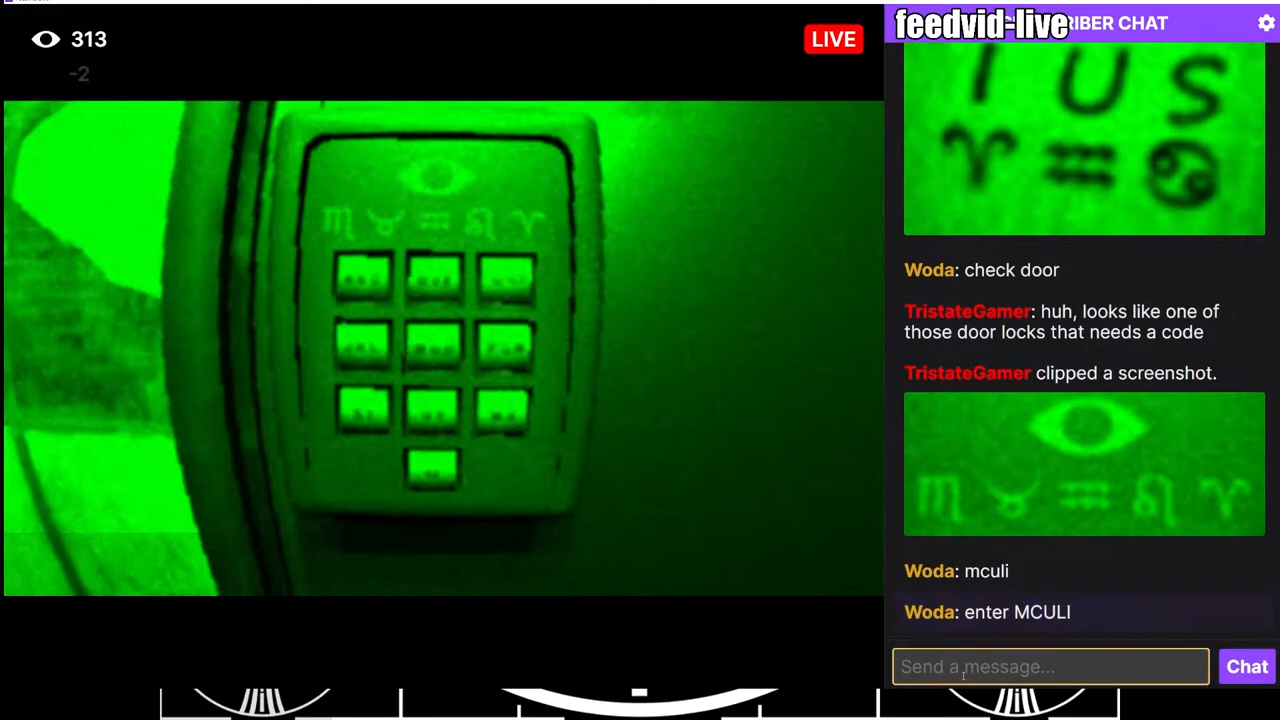 313
-2
LIVE
feedvid-live
RIBER CHAT
I U S
♈ ♒ ♋
♏ ♉ ♒ ♌ ♈
Woda: check door
TristateGamer: huh, looks like one of
those door locks that needs a code
TristateGamer clipped a screenshot.
♏ ♉ ♒ ♌ ♈
Woda: mculi
Woda: enter MCULI
Send a message...
Chat